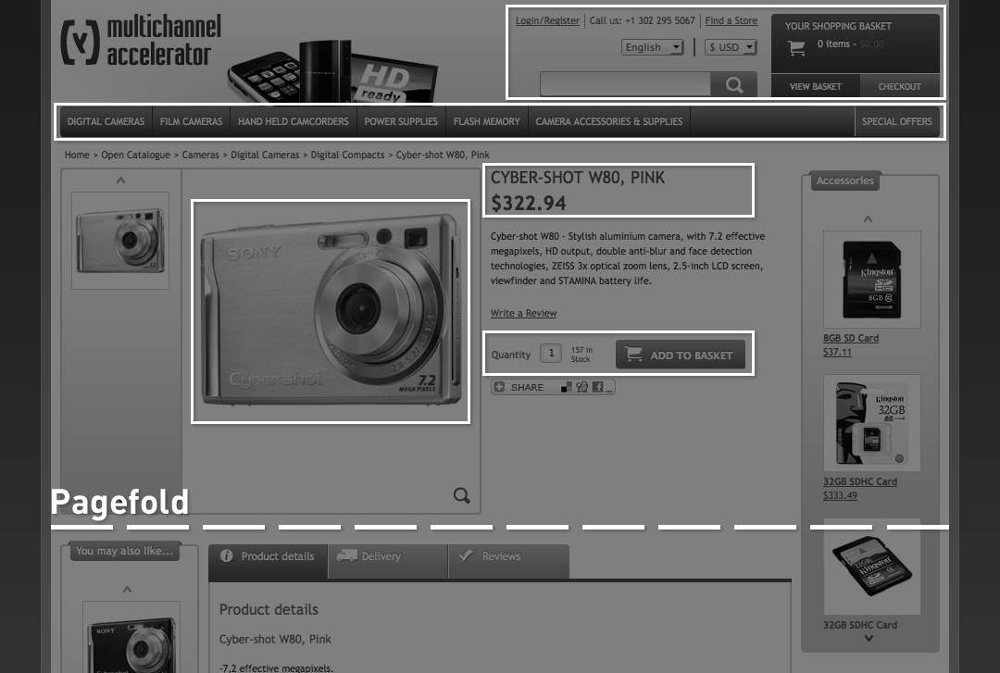 multichannel
accelerator
HD
ready
Login/Register
Call us: +1 302 295 5067
Find a Store
English
$ USD
YOUR SHOPPING BASKET
0 items - $0.00
VIEW BASKET
CHECKOUT
DIGITAL CAMERAS
FILM CAMERAS
HAND HELD CAMCORDERS
POWER SUPPLIES
FLASH MEMORY
CAMERA ACCESSORIES & SUPPLIES
SPECIAL OFFERS
Home > Open Catalogue > Cameras > Digital Cameras > Digital Compacts > Cyber-shot W80, Pink
SONY
Cyber-shot
7.2
MEGA PIXELS
CYBER-SHOT W80, PINK
$322.94
Cyber-shot W80 - Stylish aluminium camera, with 7.2 effective
megapixels, HD output, double anti-blur and face detection
technologies, ZEISS 3x optical zoom lens, 2.5-inch LCD screen,
viewfinder and STAMINA battery life.
Write a Review
Quantity
1
157 in
Stock
ADD TO BASKET
SHARE
...
Accessories
Kingston
8GB
8GB SD Card
$37.11
Kingston
32GB
32GB SDHC Card
$333.49
Kingston
32GB SDHC Card
Pagefold
You may also like...
SONY
Product details
Delivery
Reviews
Product details
Cyber-shot W80, Pink
-7,2 effective megapixels.